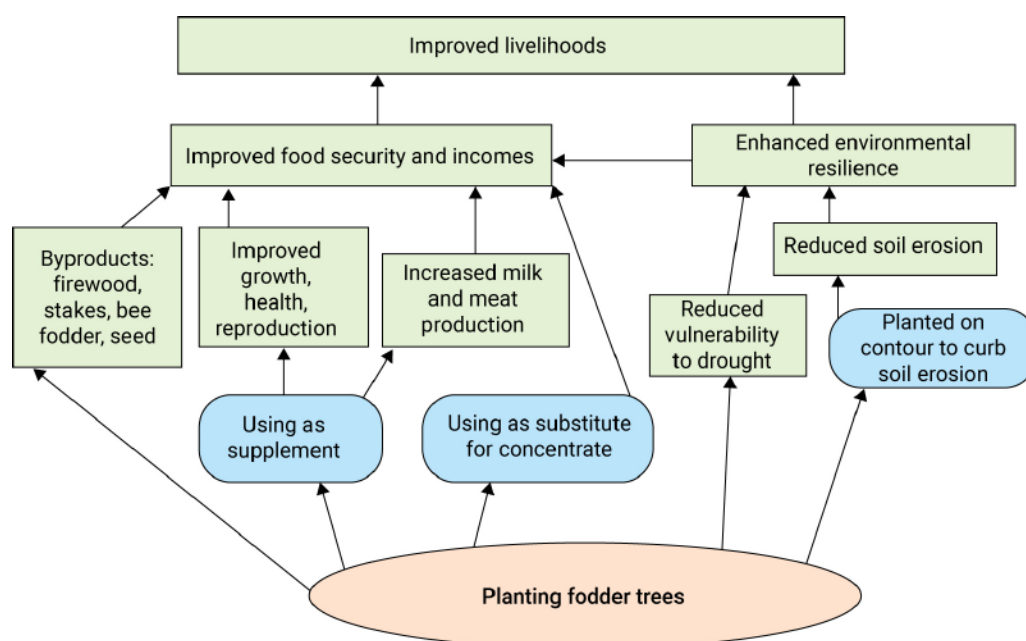 Improved livelihoods
Improved food security and incomes
Enhanced environmental
resilience
Byproducts:
firewood,
stakes, bee
fodder, seed
Improved
growth,
health,
reproduction
Increased milk
and meat
production
Reduced soil erosion
Reduced
vulnerability
to drought
Planted on
contour to curb
soil erosion
Using as
supplement
Using as substitute
for concentrate
Planting fodder trees